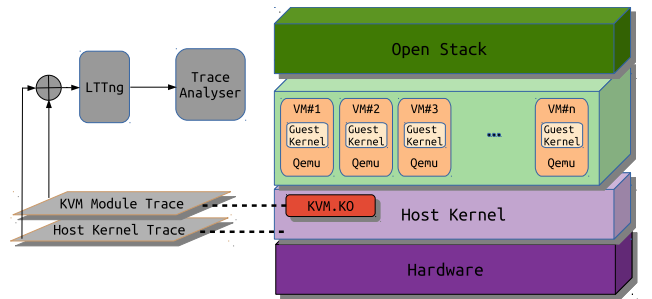 Open Stack
LTTng
Trace
Analyser
VM#1
VM#2
VM#3
VM#n
Guest
Kernel
Guest
Kernel
Guest
Kernel
...
Guest
Kernel
Qemu
Qemu
Qemu
Qemu
KVM Module Trace
KVM.KO
Host Kernel
Host Kernel Trace
Hardware